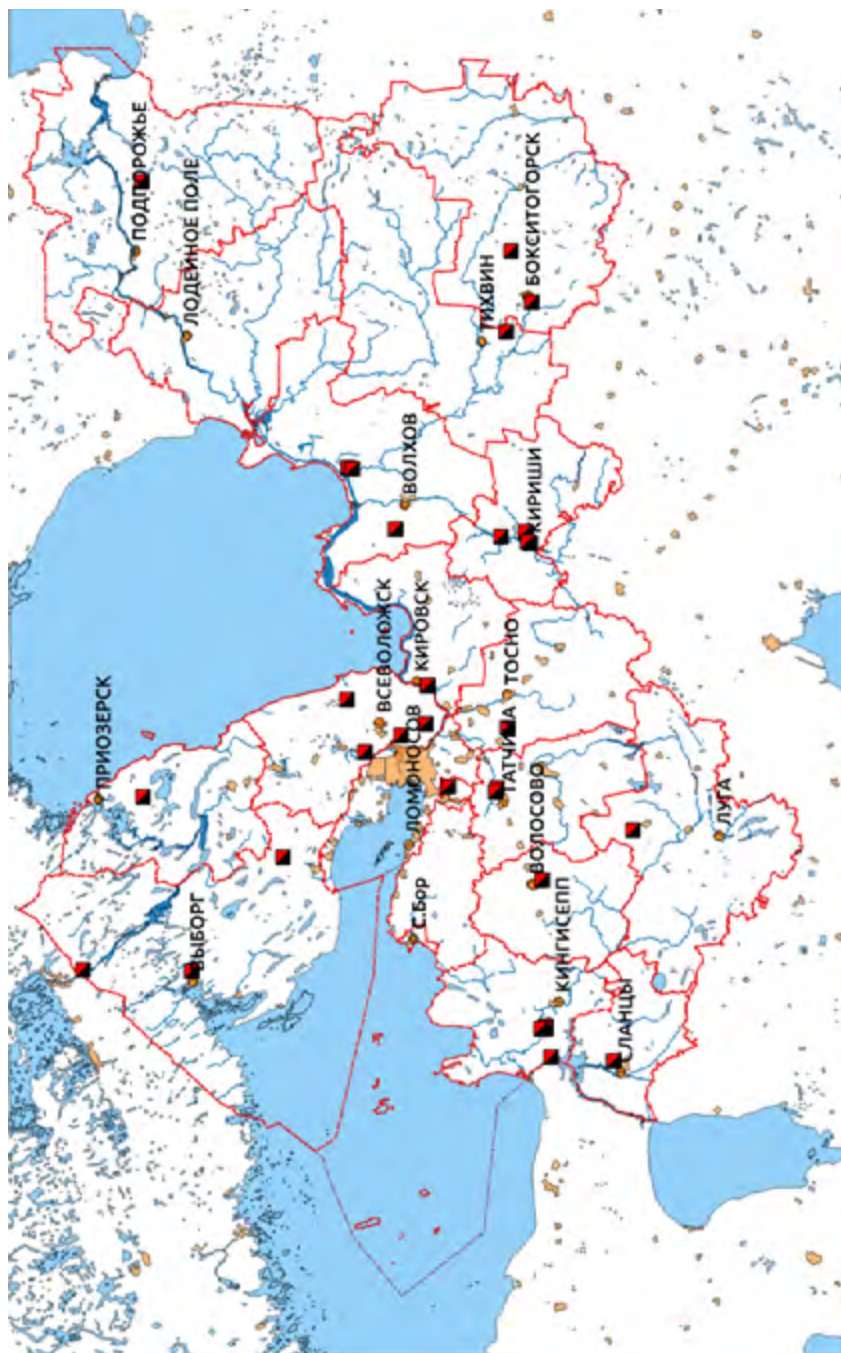 ПОДПОРОЖЬЕ
ЛОДЕЙНОЕ ПОЛЕ
ПРИОЗЕРСК
ВЫБОРГ
ВСЕВОЛОЖСК
ВОЛХОВ
КИРОВСК
ЛОМОНОСОВ
С.Бор
ТИХВИН
БОКСИТОГОРСК
КИРИШИ
ТОСНО
ГАТЧИНА
ВОЛОСОВО
КИНГИСЕПП
СЛАНЦЫ
ЛУГА